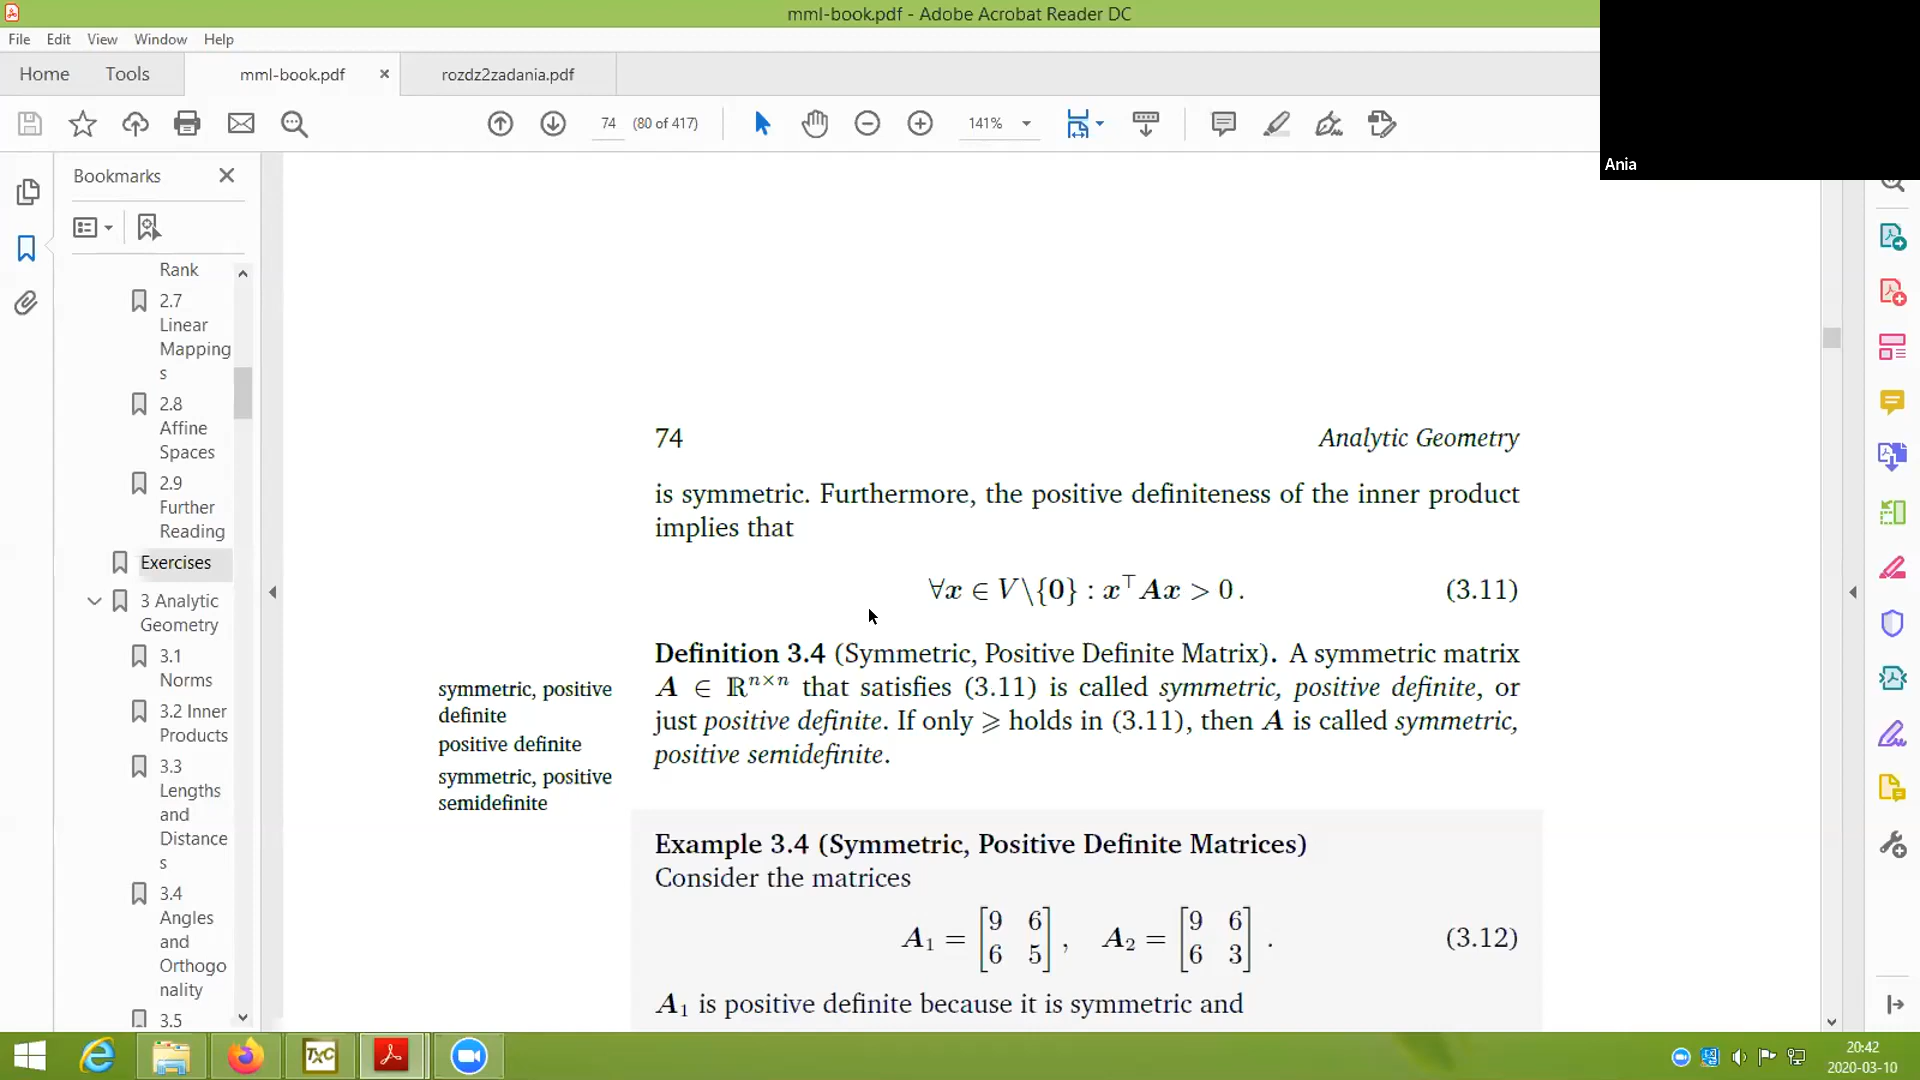 mml-book.pdf - Adobe Acrobat Reader DC
File Edit View Window Help
Home Tools mml-book.pdf rozdz2zadania.pdf
74 (80 of 417) 141%
Ania
Bookmarks
Rank
2.7
Linear
Mapping
s
2.8
Affine
Spaces
2.9
Further
Reading
Exercises
3 Analytic
Geometry
3.1
Norms
3.2 Inner
Products
3.3
Lengths
and
Distance
s
3.4
Angles
and
Orthogo
nality
3.5
74 Analytic Geometry
is symmetric. Furthermore, the positive definiteness of the inner product
implies that
∀x ∈ V\{0} : x⊤Ax > 0 . (3.11)
Definition 3.4 (Symmetric, Positive Definite Matrix). A symmetric matrix
A ∈ ℝⁿˣⁿ that satisfies (3.11) is called symmetric, positive definite, or
just positive definite. If only ⩾ holds in (3.11), then A is called symmetric,
positive semidefinite.
symmetric, positive
definite
positive definite
symmetric, positive
semidefinite
Example 3.4 (Symmetric, Positive Definite Matrices)
Consider the matrices
A₁ = [9 6; 6 5] , A₂ = [9 6; 6 3] . (3.12)
A₁ is positive definite because it is symmetric and
TXC
20:42
2020-03-10